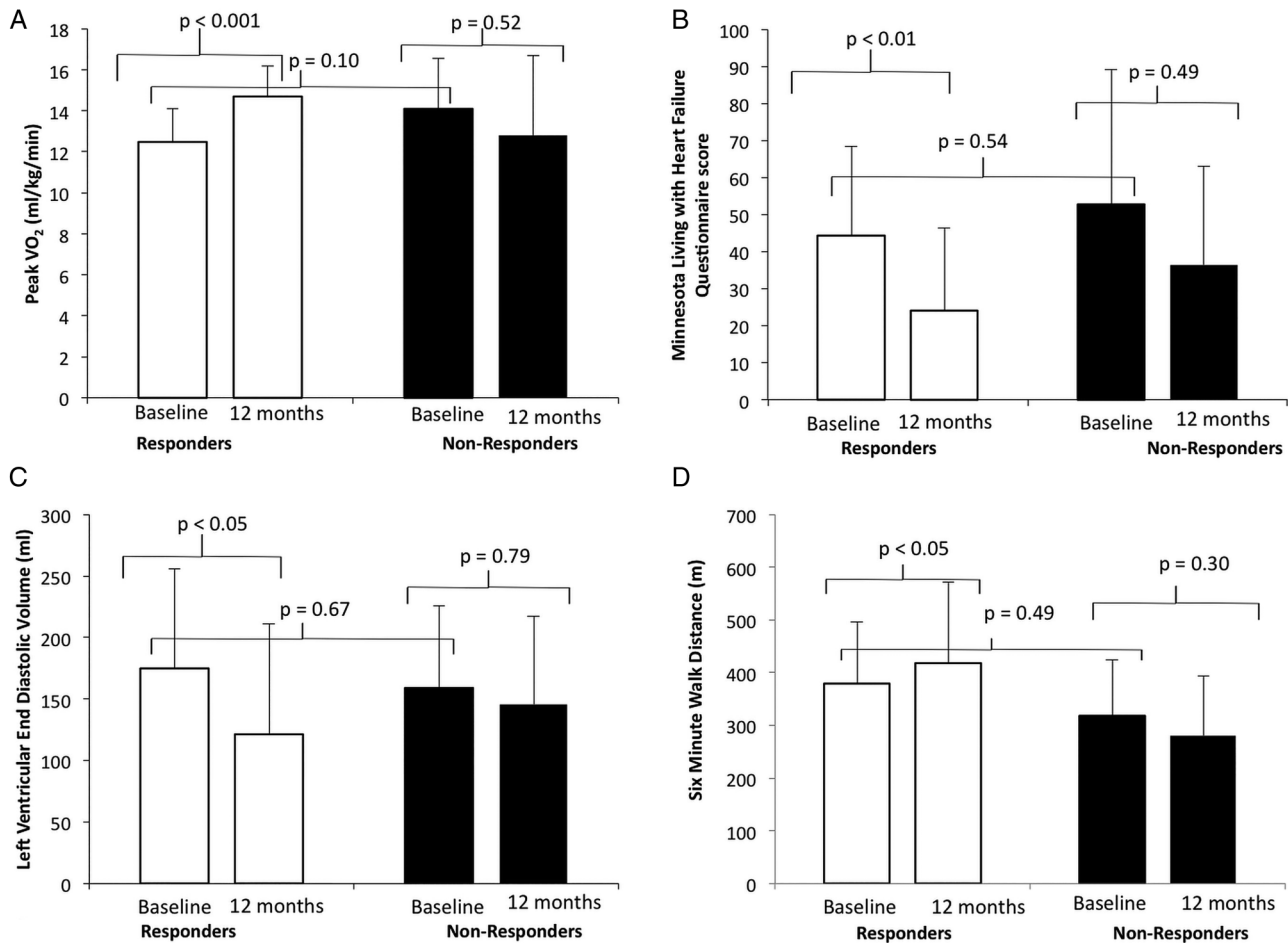 A
p < 0.001
p = 0.52
p = 0.10
Peak VO2 (ml/kg/min)
18
16
14
12
10
8
6
4
2
0
Baseline
12 months
Baseline
12 months
Responders
Non-Responders
B
p < 0.01
p = 0.49
p = 0.54
Minnesota Living with Heart Failure
Questionnaire score
100
90
80
70
60
50
40
30
20
10
0
Baseline
12 months
Baseline
12 months
Responders
Non-Responders
C
p < 0.05
p = 0.79
p = 0.67
Left Ventricular End Diastolic Volume (ml)
300
250
200
150
100
50
0
Baseline
12 months
Baseline
12 months
Responders
Non-Responders
D
p < 0.05
p = 0.30
p = 0.49
Six Minute Walk Distance (m)
700
600
500
400
300
200
100
0
Baseline
12 months
Baseline
12 months
Responders
Non-Responders